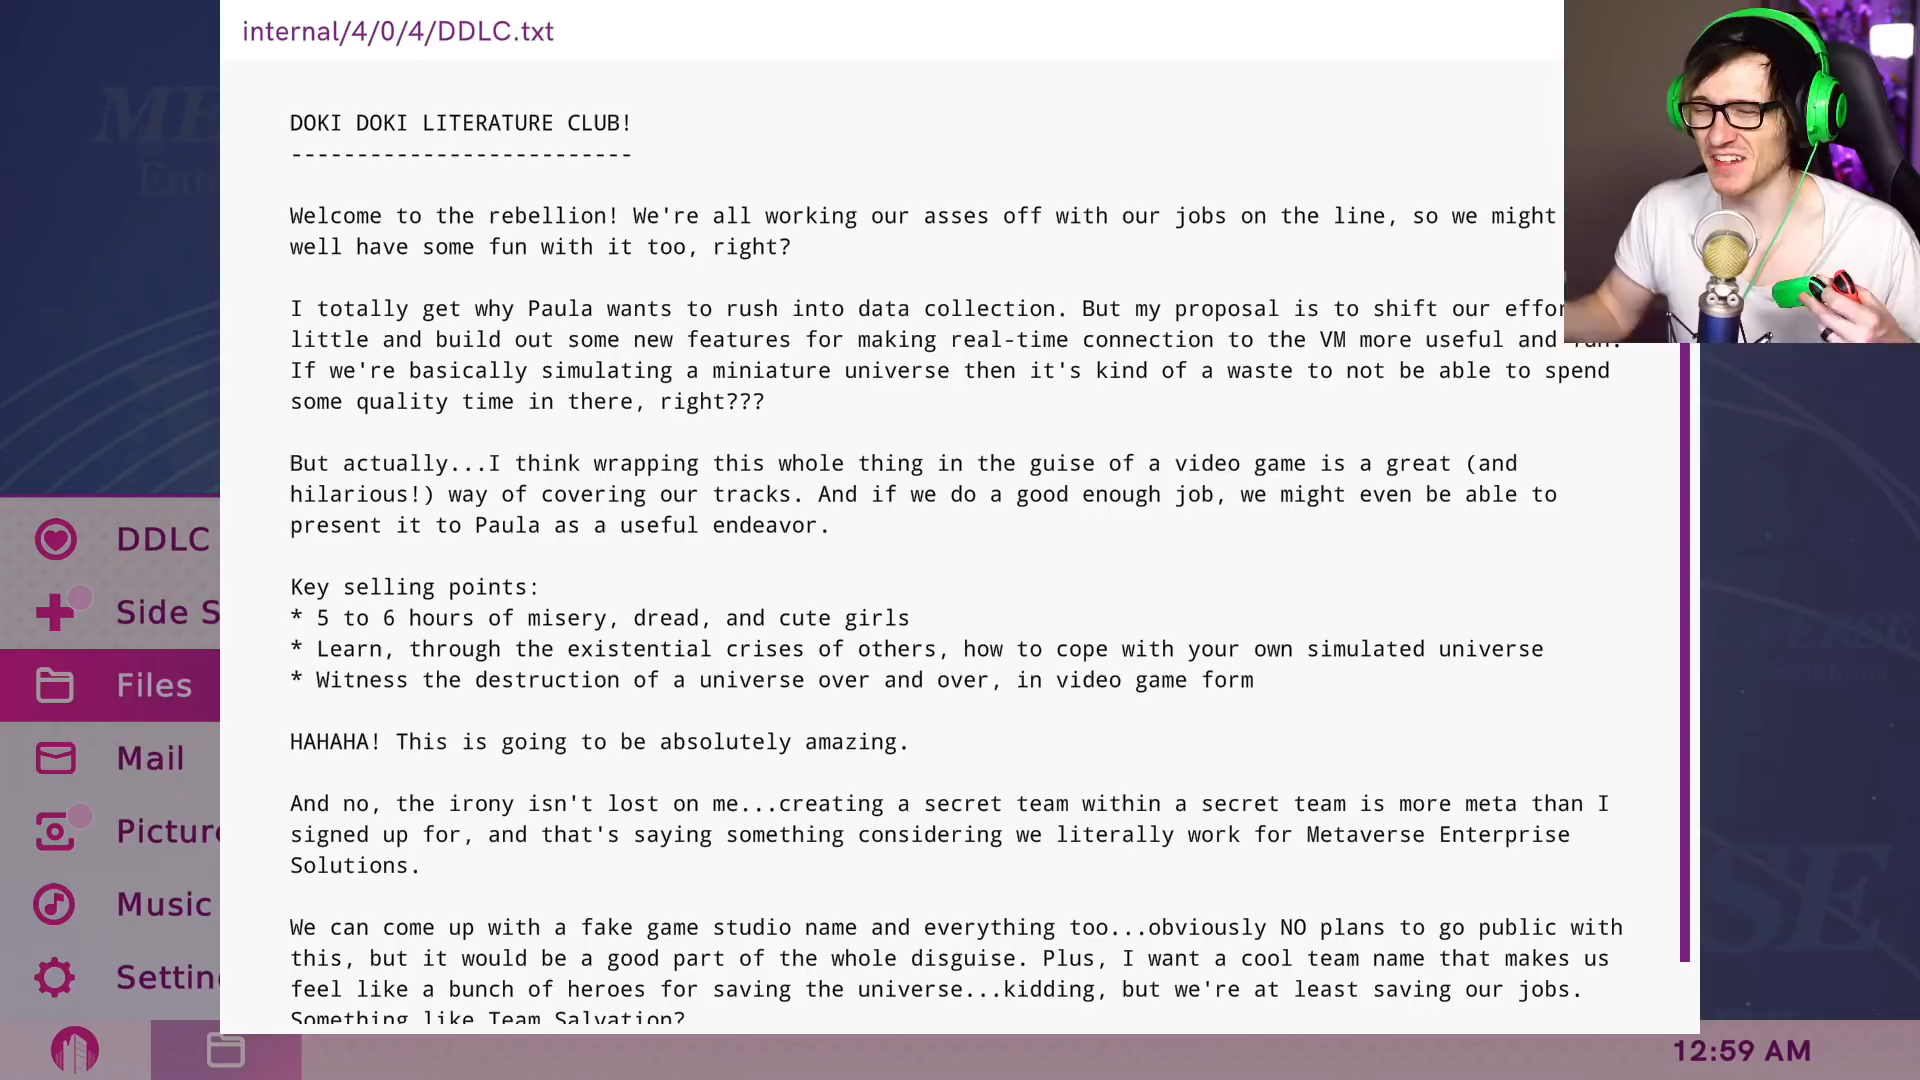 internal/4/0/4/DDLC.txt
DOKI DOKI LITERATURE CLUB!
--------------------------
Welcome to the rebellion! We're all working our asses off with our jobs on the line, so we might
well have some fun with it too, right?
I totally get why Paula wants to rush into data collection. But my proposal is to shift our effor
little and build out some new features for making real-time connection to the VM more useful and fun.
If we're basically simulating a miniature universe then it's kind of a waste to not be able to spend
some quality time in there, right???
But actually...I think wrapping this whole thing in the guise of a video game is a great (and
hilarious!) way of covering our tracks. And if we do a good enough job, we might even be able to
present it to Paula as a useful endeavor.
Key selling points:
* 5 to 6 hours of misery, dread, and cute girls
* Learn, through the existential crises of others, how to cope with your own simulated universe
* Witness the destruction of a universe over and over, in video game form
HAHAHA! This is going to be absolutely amazing.
And no, the irony isn't lost on me...creating a secret team within a secret team is more meta than I
signed up for, and that's saying something considering we literally work for Metaverse Enterprise
Solutions.
We can come up with a fake game studio name and everything too...obviously NO plans to go public with
this, but it would be a good part of the whole disguise. Plus, I want a cool team name that makes us
feel like a bunch of heroes for saving the universe...kidding, but we're at least saving our jobs.
Something like Team Salvation?
DDLC
Side S
Files
Mail
Picture
Music
Setting
12:59 AM